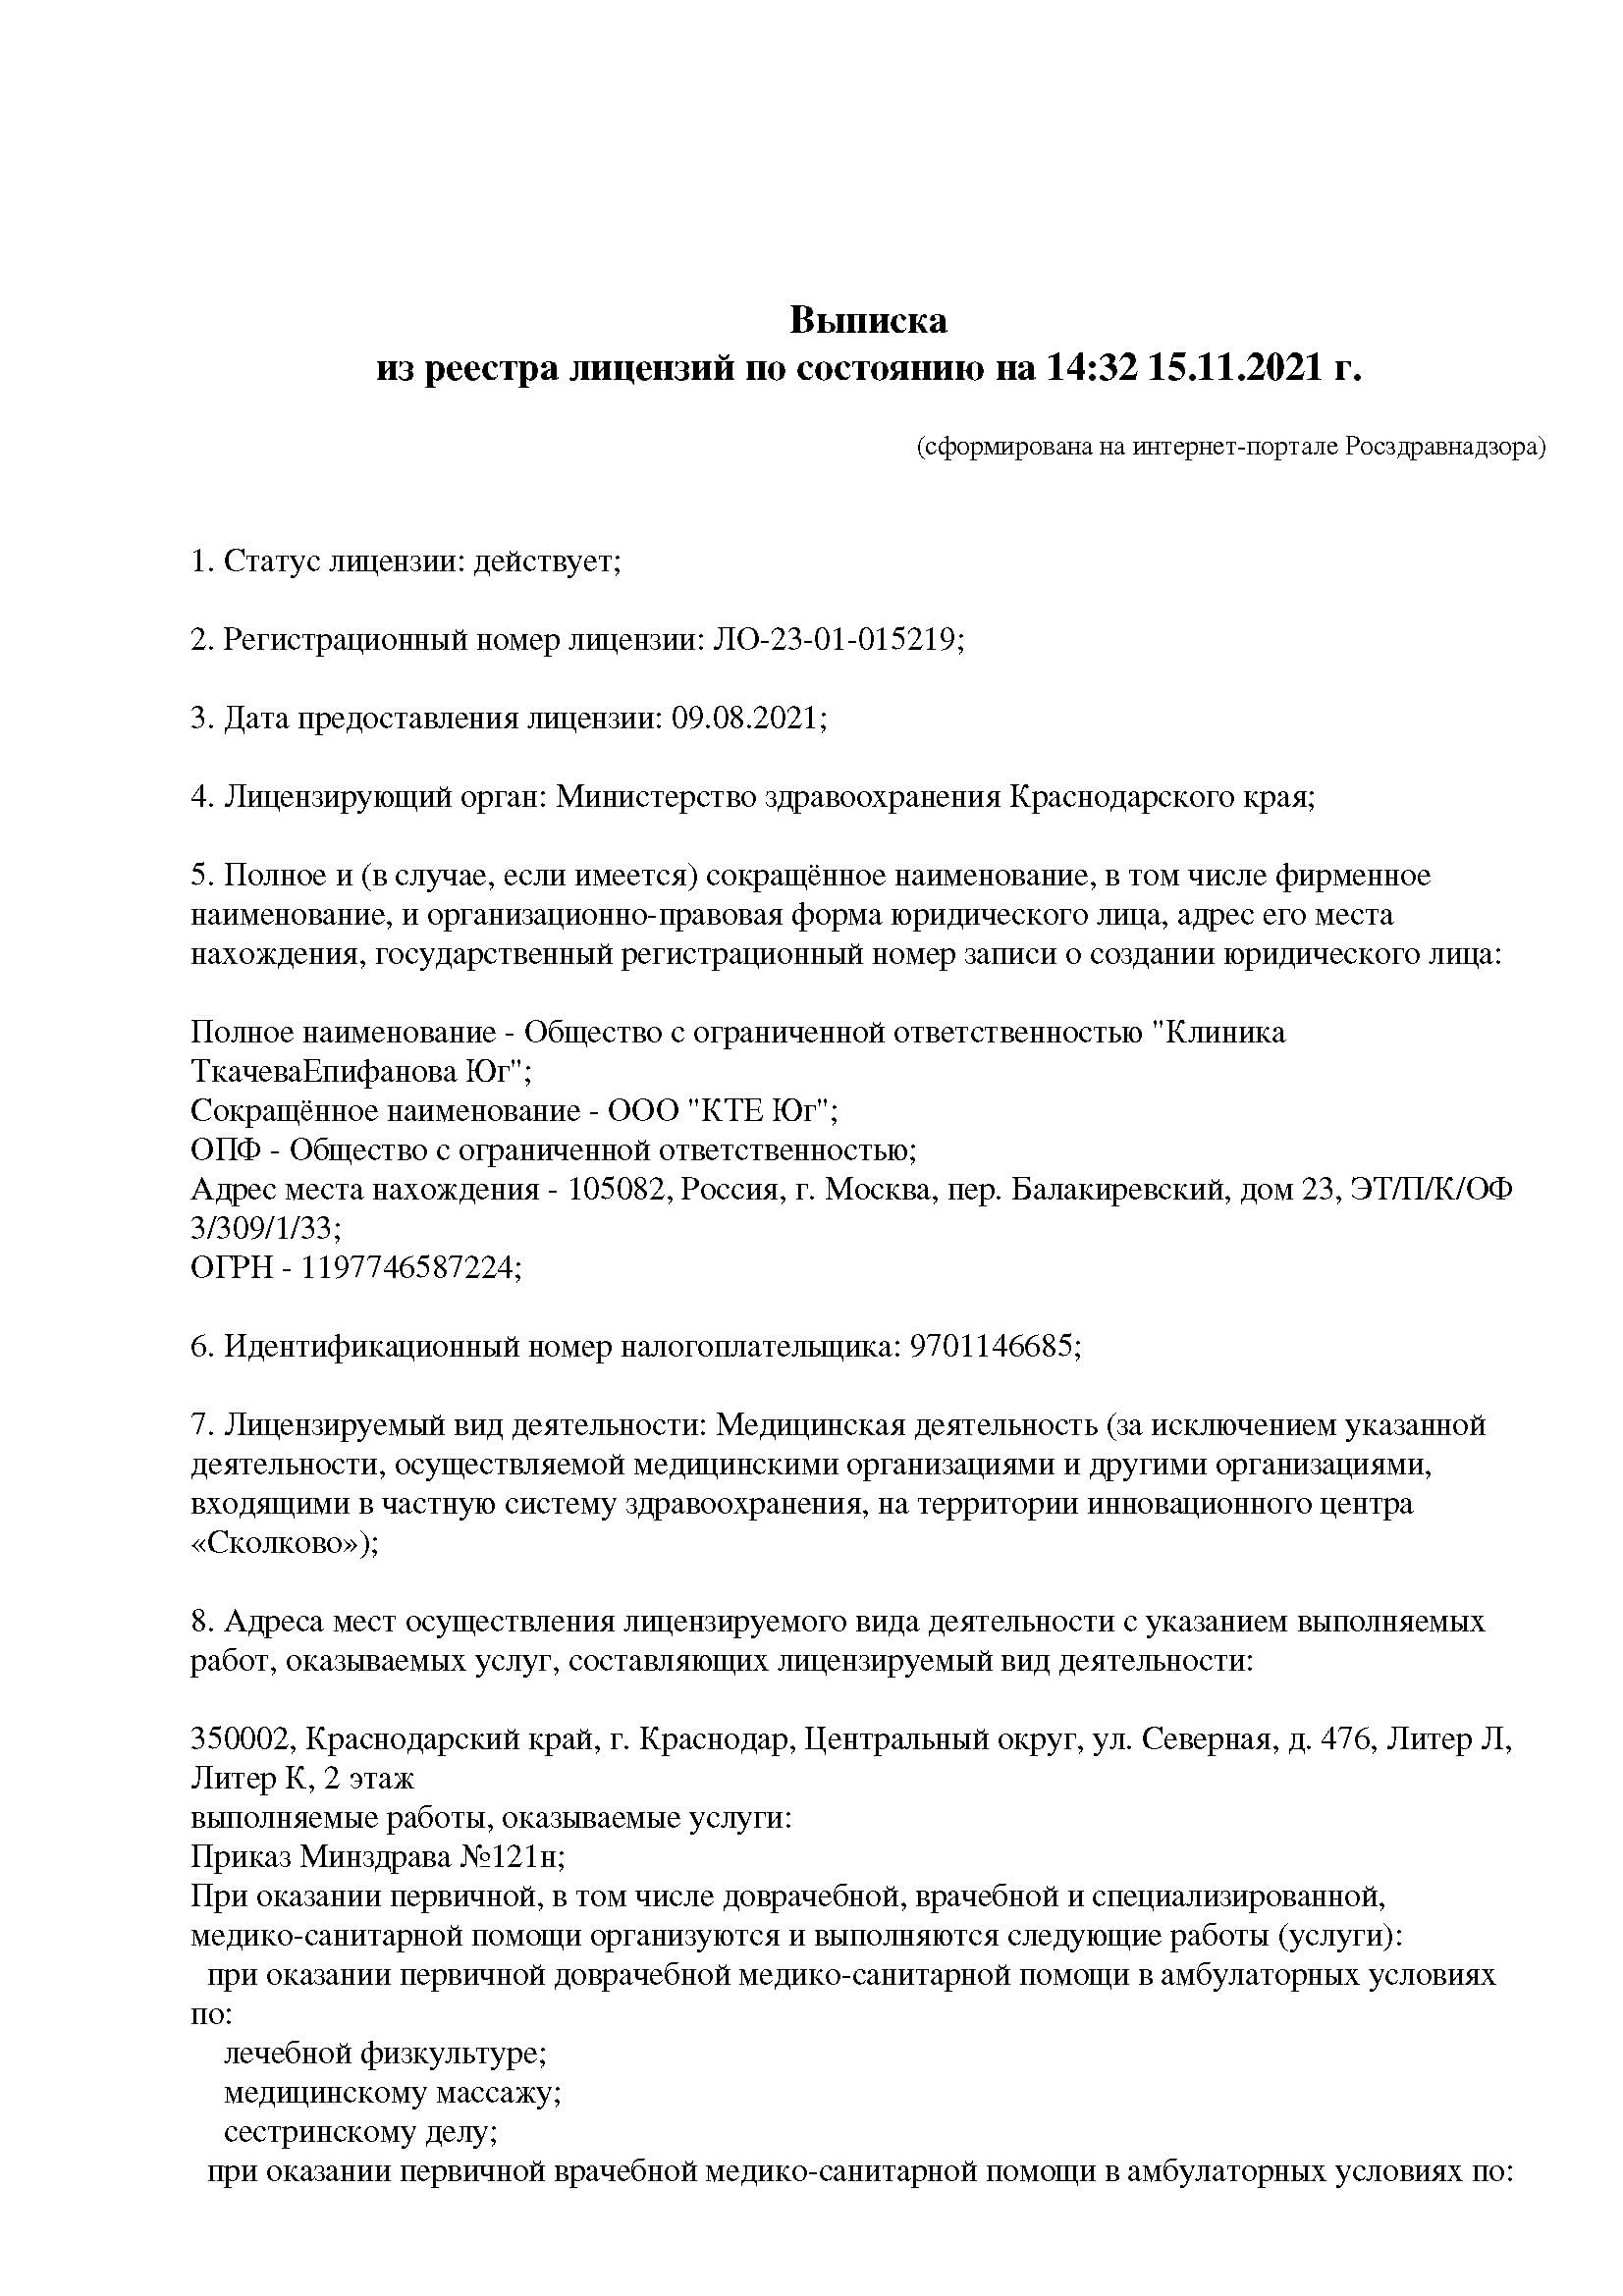 Выписка
из реестра лицензий по состоянию на 14:32 15.11.2021 г.
(сформирована на интернет-портале Росздравнадзора)
1. Статус лицензии: действует;
2. Регистрационный номер лицензии: ЛО-23-01-015219;
3. Дата предоставления лицензии: 09.08.2021;
4. Лицензирующий орган: Министерство здравоохранения Краснодарского края;
5. Полное и (в случае, если имеется) сокращённое наименование, в том числе фирменное
наименование, и организационно-правовая форма юридического лица, адрес его места
нахождения, государственный регистрационный номер записи о создании юридического лица:
Полное наименование - Общество с ограниченной ответственностью "Клиника
ТкачеваЕпифанова Юг";
Сокращённое наименование - ООО "КТЕ Юг";
ОПФ - Общество с ограниченной ответственностью;
Адрес места нахождения - 105082, Россия, г. Москва, пер. Балакиревский, дом 23, ЭТ/П/К/ОФ
3/309/1/33;
ОГРН - 1197746587224;
6. Идентификационный номер налогоплательщика: 9701146685;
7. Лицензируемый вид деятельности: Медицинская деятельность (за исключением указанной
деятельности, осуществляемой медицинскими организациями и другими организациями,
входящими в частную систему здравоохранения, на территории инновационного центра
«Сколково»);
8. Адреса мест осуществления лицензируемого вида деятельности с указанием выполняемых
работ, оказываемых услуг, составляющих лицензируемый вид деятельности:
350002, Краснодарский край, г. Краснодар, Центральный округ, ул. Северная, д. 476, Литер Л,
Литер К, 2 этаж
выполняемые работы, оказываемые услуги:
Приказ Минздрава №121н;
При оказании первичной, в том числе доврачебной, врачебной и специализированной,
медико-санитарной помощи организуются и выполняются следующие работы (услуги):
при оказании первичной доврачебной медико-санитарной помощи в амбулаторных условиях
по:
лечебной физкультуре;
медицинскому массажу;
сестринскому делу;
при оказании первичной врачебной медико-санитарной помощи в амбулаторных условиях по: